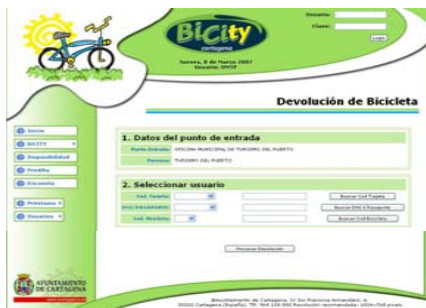 Usuario:
Clave:
Login
BiCity
cartagena
Jueves, 8 de Marzo 2007
Usuario: OMTP
Devolución de Bicicleta
Inicio
BiCITY
Disponibilidad
Encuesta
Préstamo
Usuarios
1. Datos del punto de entrada
Punto Entrada: OFICINA MUNICIPAL DE TURISMO DEL PUERTO
Persona: TURISMO DEL PUERTO
2. Seleccionar usuario
Cod. Tarjeta:
Buscar Cod Tarjeta
DNI/PASAPORTE:
Buscar DNI o Pasaporte
Cod. Bicicleta:
Buscar Cod Bicicleta
Procesar Devolución
AYUNTAMIENTO
DE CARTAGENA